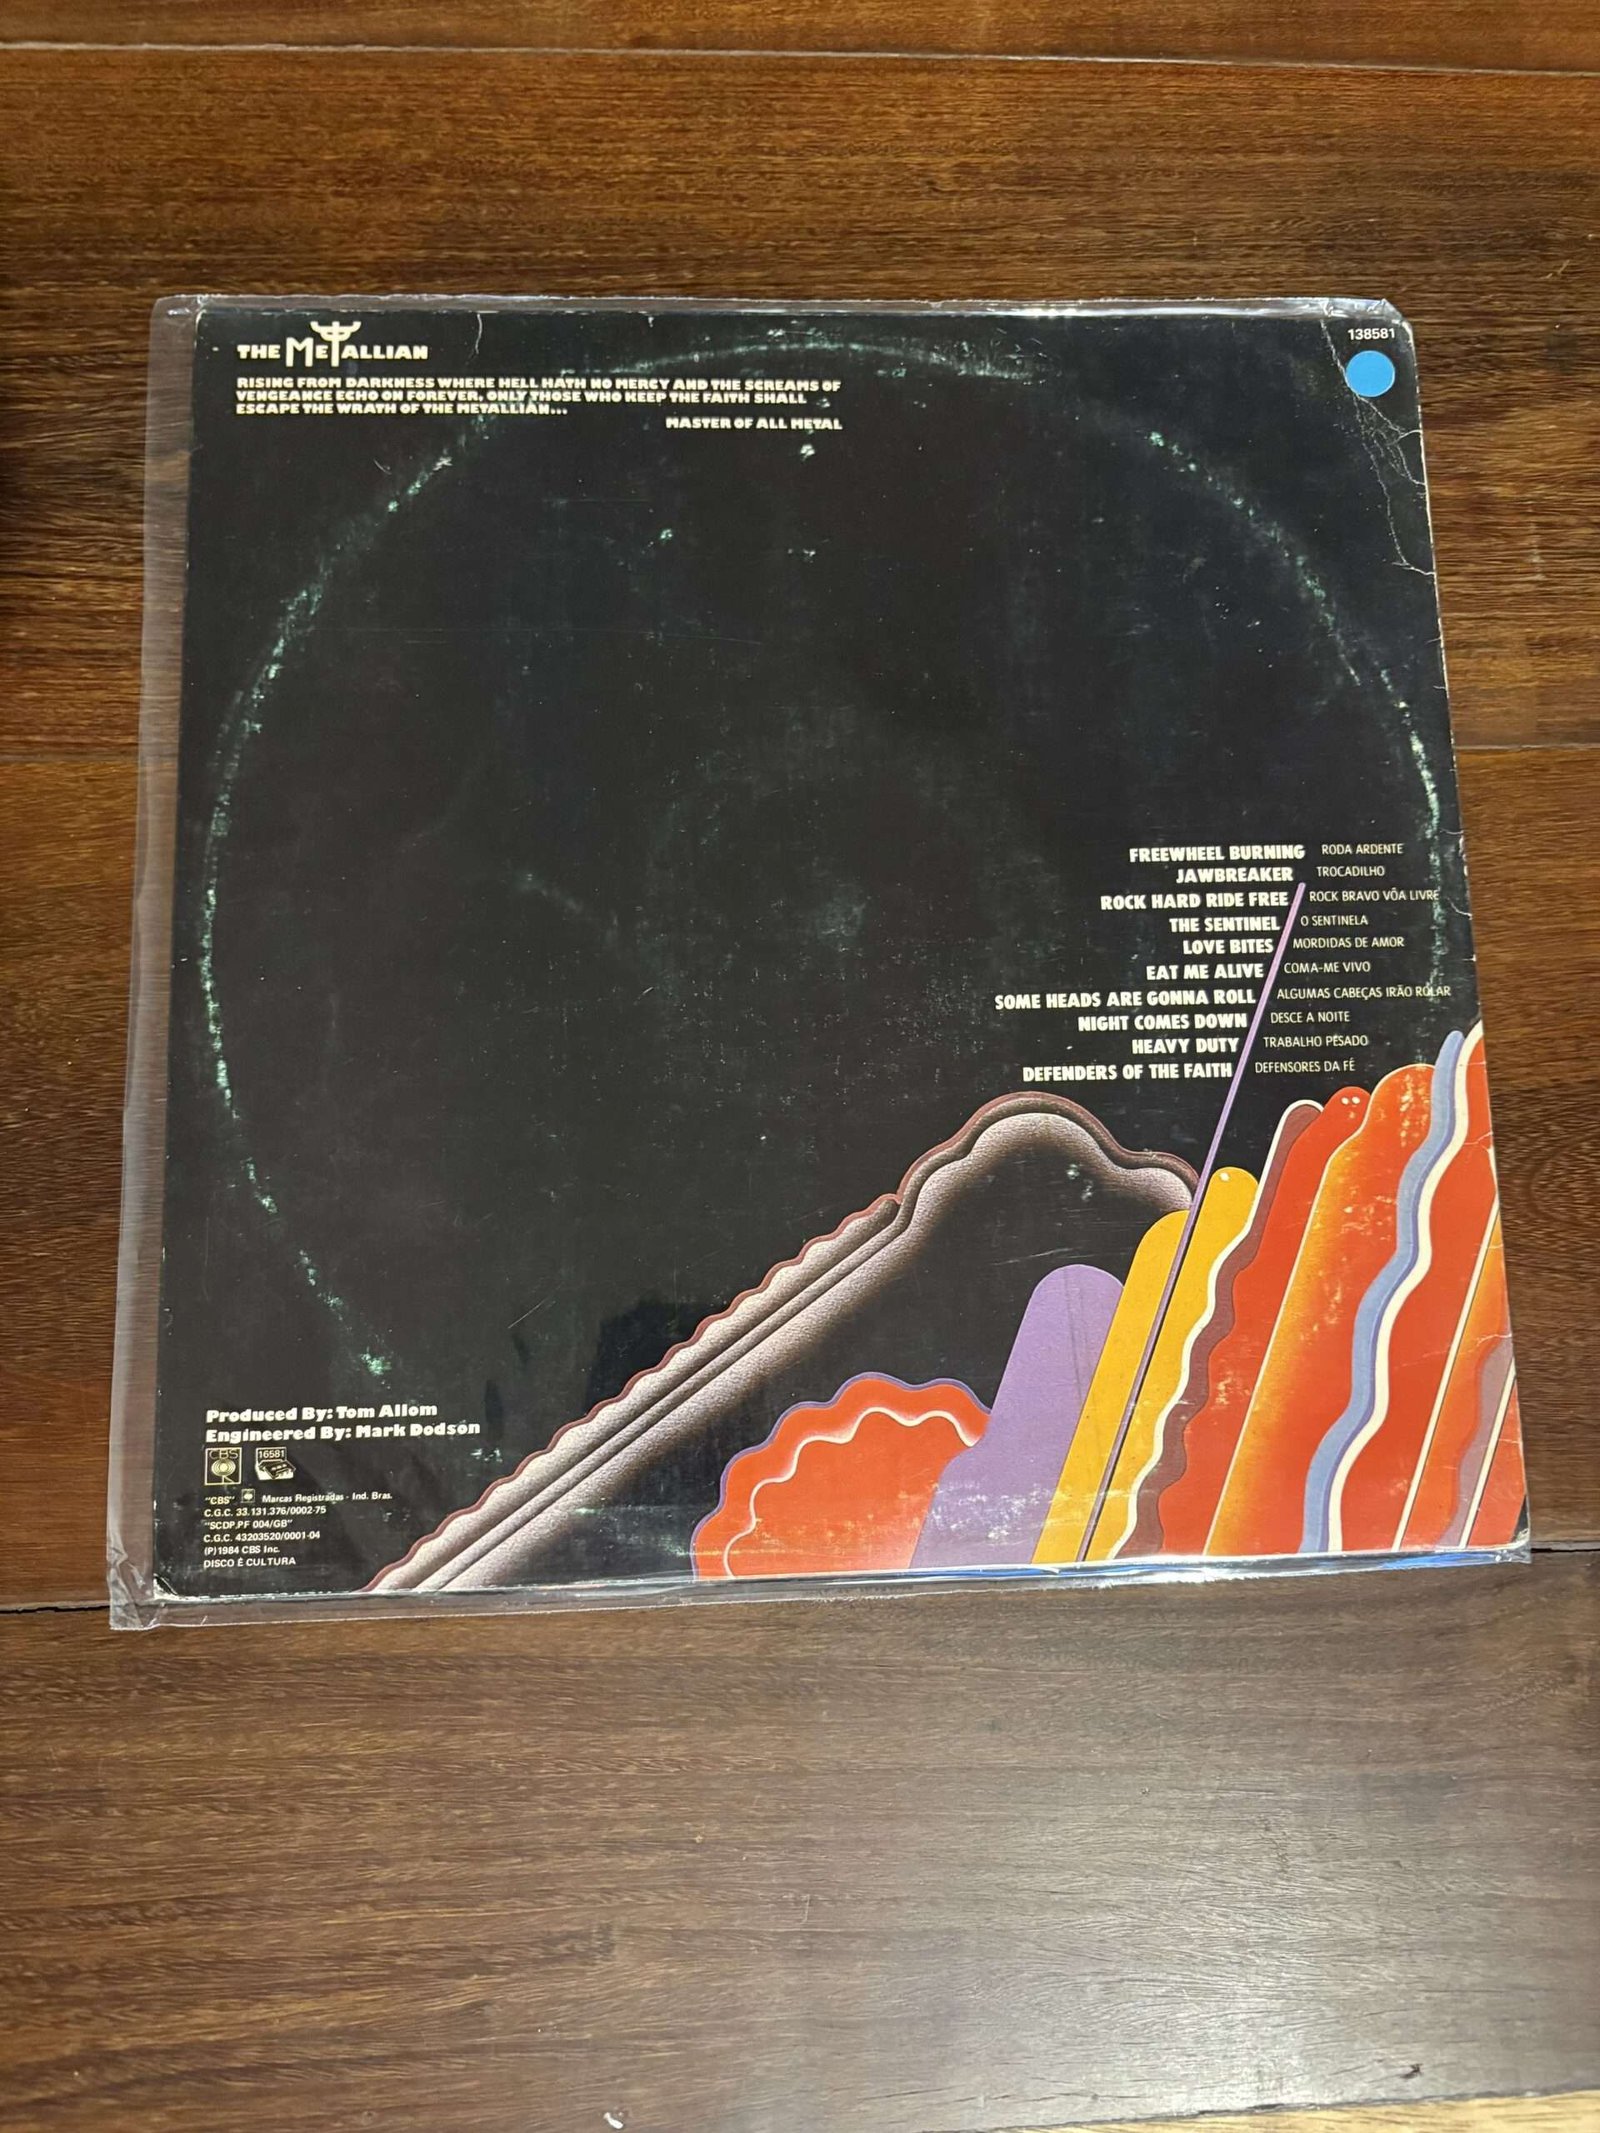 138581
THE METALLIAN
RISING FROM DARKNESS WHERE HELL HATH NO MERCY AND THE SCREAMS OF
VENGEANCE ECHO ON FOREVER, ONLY THOSE WHO KEEP THE FAITH SHALL
ESCAPE THE WRATH OF THE METALLIAN...
MASTER OF ALL METAL
FREEWHEEL BURNING RODA ARDENTE
JAWBREAKER TROCADILHO
ROCK HARD RIDE FREE ROCK BRAVO VÔA LIVRE
THE SENTINEL O SENTINELA
LOVE BITES MORDIDAS DE AMOR
EAT ME ALIVE COMA-ME VIVO
SOME HEADS ARE GONNA ROLL ALGUMAS CABEÇAS IRÃO ROLAR
NIGHT COMES DOWN DESCE A NOITE
HEAVY DUTY TRABALHO PESADO
DEFENDERS OF THE FAITH DEFENSORES DA FÉ
Produced By: Tom Allom
Engineered By: Mark Dodson
CBS 16581
"CBS" Marcas Registradas - Ind. Bras.
C.G.C. 33.131.376/0002-75
"SCDP.PF 004/GB"
C.G.C. 43203520/0001-04
(P) 1984 CBS Inc.
DISCO É CULTURA